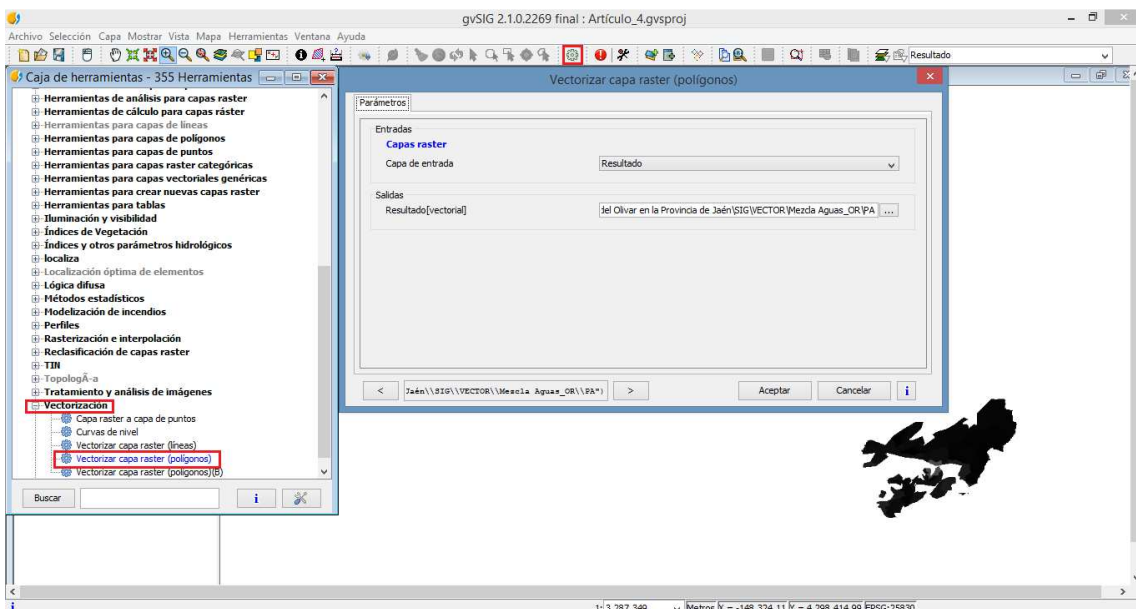 gvSIG 2.1.0.2269 final : Artículo_4.gvsproj
Archivo Selección Capa Mostrar Vista Mapa Herramientas Ventana Ayuda
Resultado
Caja de herramientas - 355 Herramientas
Herramientas de análisis para capas raster
Herramientas de cálculo para capas ráster
Herramientas para capas de líneas
Herramientas para capas de polígonos
Herramientas para capas de puntos
Herramientas para capas raster categóricas
Herramientas para capas vectoriales genéricas
Herramientas para crear nuevas capas raster
Herramientas para tablas
Iluminación y visibilidad
Índices de Vegetación
Índices y otros parámetros hidrológicos
localiza
Localización óptima de elementos
Lógica difusa
Métodos estadísticos
Modelización de incendios
Perfiles
Rasterización e interpolación
Reclasificación de capas raster
TIN
TopologÃ-a
Tratamiento y análisis de imágenes
Vectorización
Capa raster a capa de puntos
Curvas de nivel
Vectorizar capa raster (líneas)
Vectorizar capa raster (polígonos)
Vectorizar capa raster (polígonos)(B)
Buscar
i
Vectorizar capa raster (polígonos)
Parámetros
Entradas
Capas raster
Capa de entrada Resultado
Salidas
Resultado[vectorial] del Olivar en la Provincia de Jaén\SIG\VECTOR\Mezcla Aguas_OR\PA ...
< Jaén\\SIG\\VECTOR\\Mezcla Aguas_OR\\PA") > Aceptar Cancelar i
i 1: 3.287.349 Metros X = -148.324,11 Y = 4.298.414,99 EPSG:25830